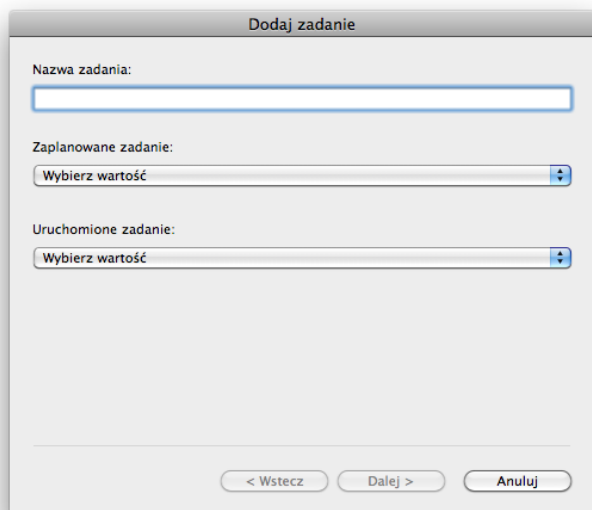 Dodaj zadanie
Nazwa zadania:
Zaplanowane zadanie:
Wybierz wartość
Uruchomione zadanie:
Wybierz wartość
< Wstecz Dalej > Anuluj